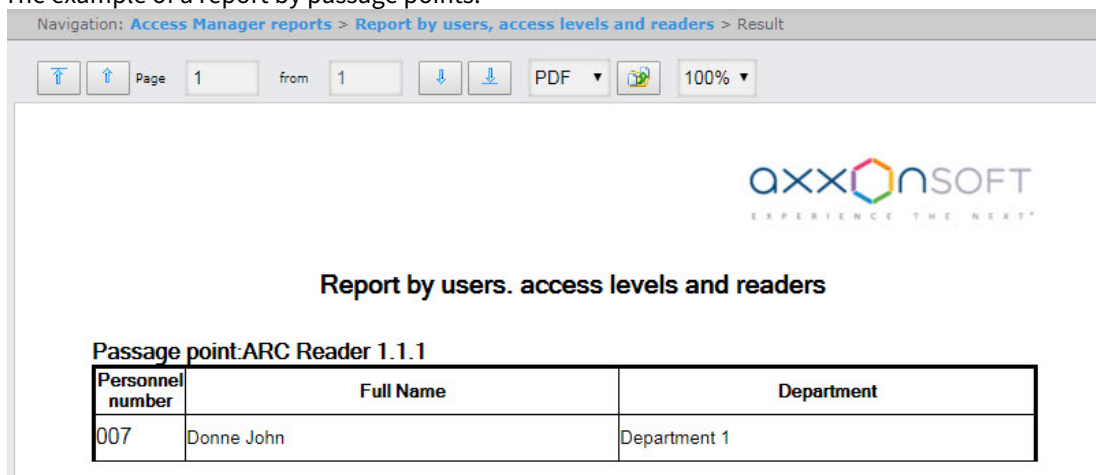 The example of a report by passage points.
Navigation: Access Manager reports > Report by users, access levels and readers > Result
Page 1 from 1 PDF 100%
axxonsoft
EXPERIENCE THE NEXT®
Report by users. access levels and readers
Passage point:ARC Reader 1.1.1
Personnel number Full Name Department
007 Donne John Department 1